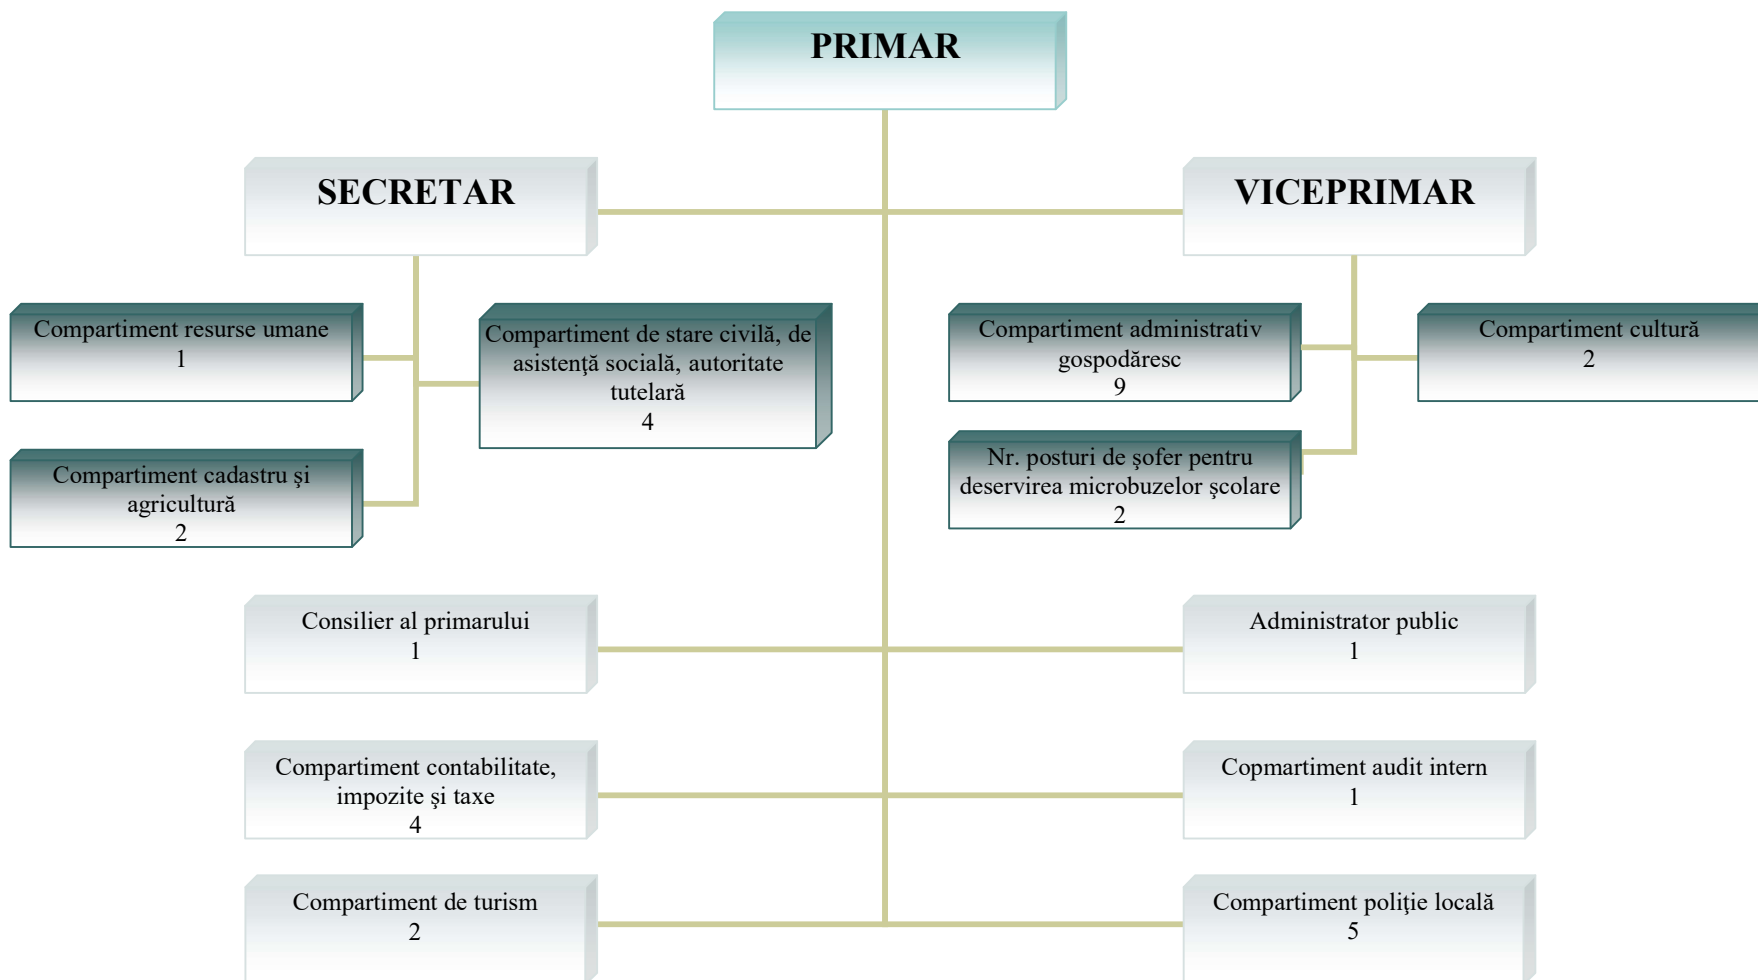 PRIMAR
SECRETAR
VICEPRIMAR
Compartiment resurse umane
1
Compartiment de stare civilă, de
asistenţă socială, autoritate
tutelară
4
Compartiment administrativ
gospodăresc
9
Compartiment cultură
2
Compartiment cadastru şi
agricultură
2
Nr. posturi de şofer pentru
deservirea microbuzelor şcolare
2
Consilier al primarului
1
Administrator public
1
Compartiment contabilitate,
impozite şi taxe
4
Copmartiment audit intern
1
Compartiment de turism
2
Compartiment poliţie locală
5